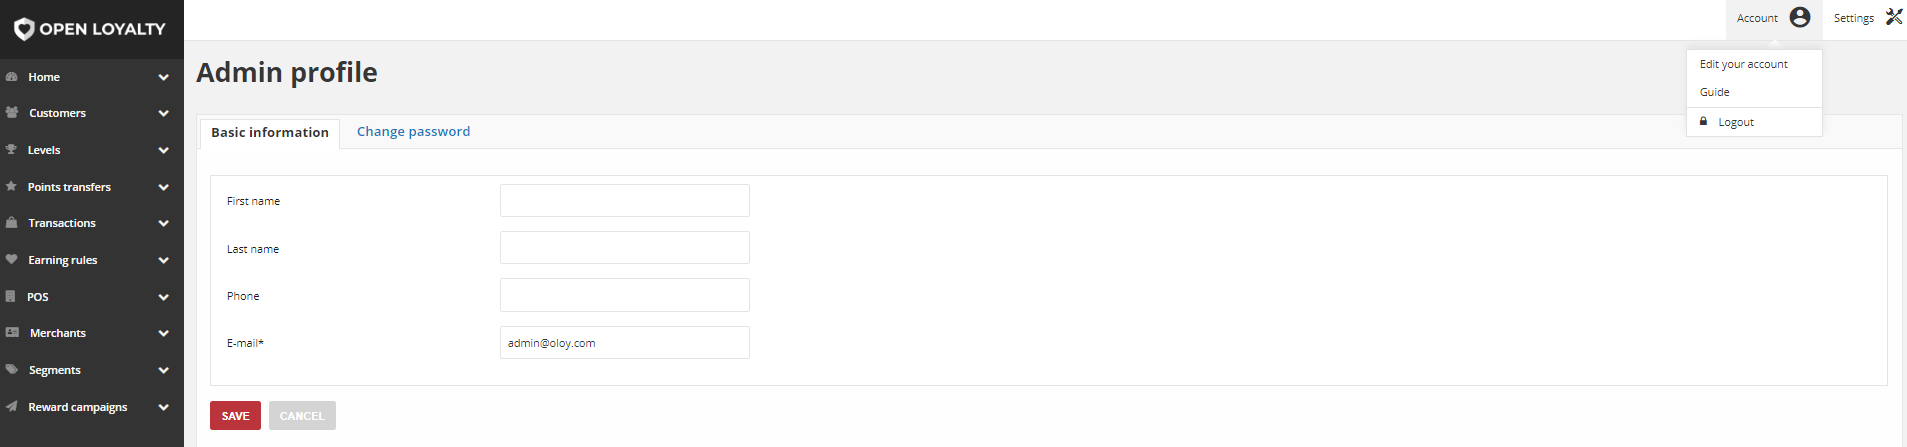 OPEN LOYALTY
Account
Settings
Edit your account
Guide
Logout
Home
Customers
Levels
Points transfers
Transactions
Earning rules
POS
Merchants
Segments
Reward campaigns
Admin profile
Basic information
Change password
First name
Last name
Phone
E-mail*
admin@oloy.com
SAVE
CANCEL